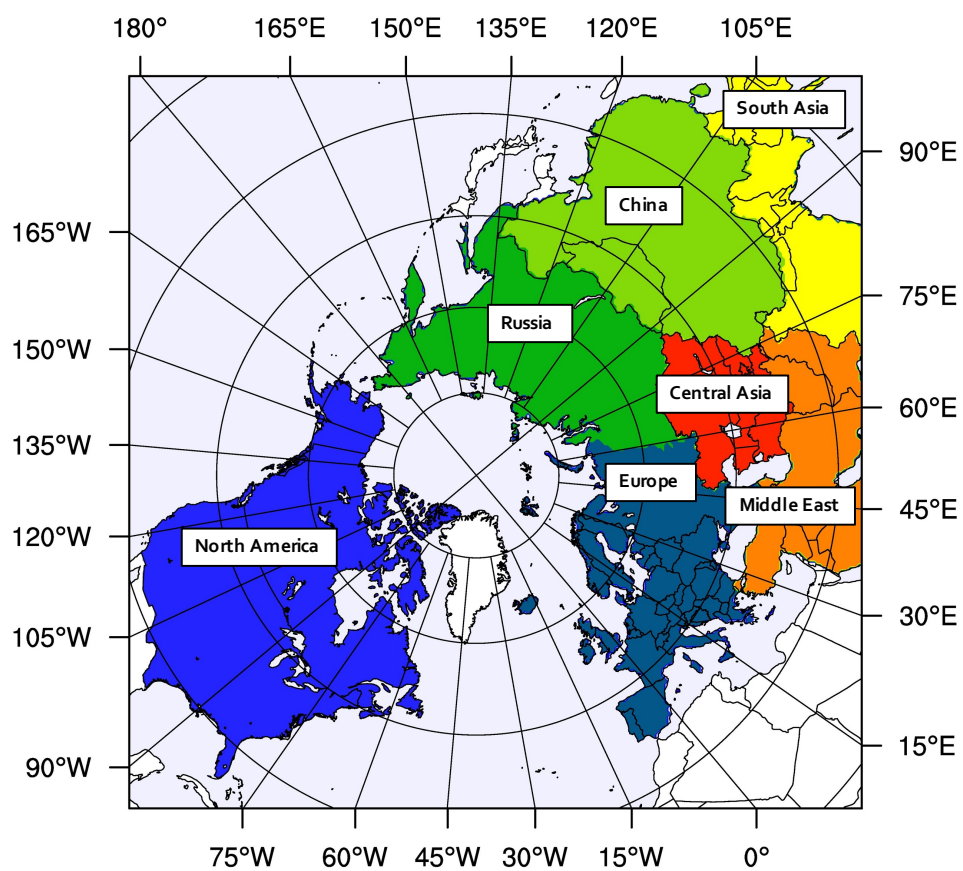 180° 165°E 150°E 135°E 120°E 105°E
South Asia
90°E
China
165°W
75°E
Russia
150°W
Central Asia
60°E
135°W
Europe
Middle East
45°E
120°W
North America
30°E
105°W
15°E
90°W
75°W 60°W 45°W 30°W 15°W 0°